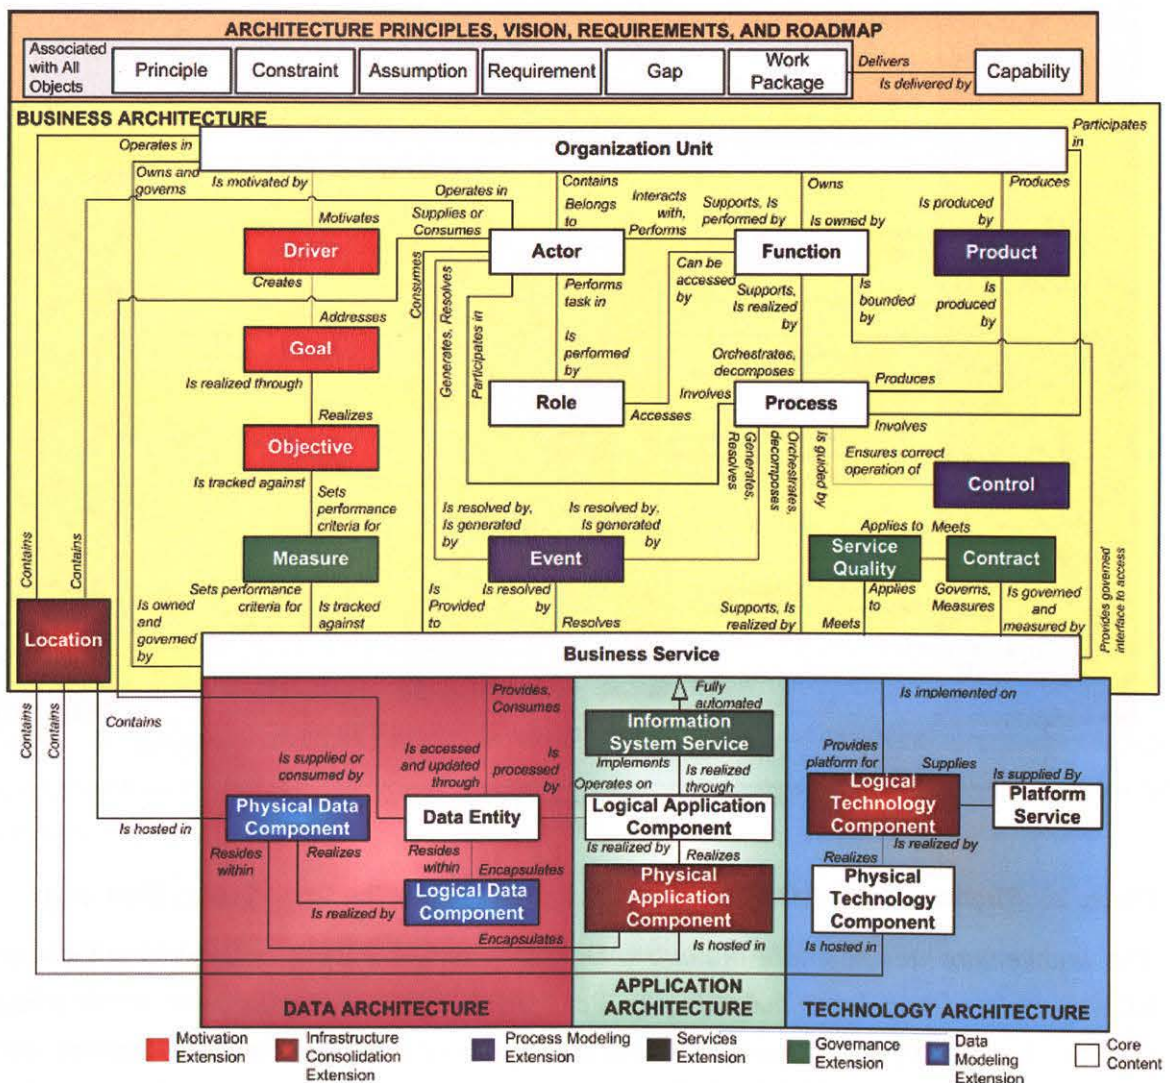 ARCHITECTURE PRINCIPLES, VISION, REQUIREMENTS, AND ROADMAP
Associated
with All
Objects
Principle
Constraint
Assumption
Requirement
Gap
Work
Package
Delivers
Is delivered by
Capability
BUSINESS ARCHITECTURE
Participates
in
Operates in
Organization Unit
Owns and
governs
Is motivated by
Operates in
Contains
Belongs
to
Interacts
with,
Performs
Supports, Is
performed by
Owns
Is owned by
Produces
Is produced
by
Motivates
Supplies or
Consumes
Driver
Actor
Function
Product
Creates
Consumes
Generates, Resolves
Participates in
Performs
task in
Can be
accessed
by
Supports,
Is realized
by
Is
bounded
by
Is
produced
by
Addresses
Goal
Is realized through
Is
performed
by
Orchestrates,
decomposes
Produces
Realizes
Role
Accesses
Involves
Process
Involves
Objective
Is tracked against
Generates,
Resolves
Orchestrates,
decomposes
Is guided by
Ensures correct
operation of
Control
Sets
performance
criteria for
Is resolved by,
Is generated
by
Is resolved by,
Is generated
by
Applies to
Meets
Measure
Event
Service
Quality
Contract
Contains
Contains
Provides governed
interface to access
Sets performance
criteria for
Is tracked
against
Is resolved
by
Resolves
Is
Provided
to
Supports, Is
realized by
Applies
to
Meets
Governs,
Measures
Is governed
and
measured by
Location
Is owned
and
governed
by
Business Service
Contains
Contains
Contains
Provides,
Consumes
Fully
automated
Is implemented on
Information
System Service
Is supplied or
consumed by
Is accessed
and updated
through
Is
processed
by
Implements
Operates on
Is realized
through
Provides
platform for
Supplies
Is supplied By
Logical
Technology
Component
Platform
Service
Is hosted in
Physical Data
Component
Data Entity
Logical Application
Component
Resides
within
Realizes
Resides
within
Encapsulates
Is realized by
Realizes
Is realized by
Realizes
Is realized by
Logical Data
Component
Physical
Application
Component
Physical
Technology
Component
Encapsulates
Is hosted in
Is hosted in
DATA ARCHITECTURE
APPLICATION
ARCHITECTURE
TECHNOLOGY ARCHITECTURE
Motivation
Extension
Infrastructure
Consolidation
Extension
Process Modeling
Extension
Services
Extension
Governance
Extension
Data
Modeling
Extension
Core
Content